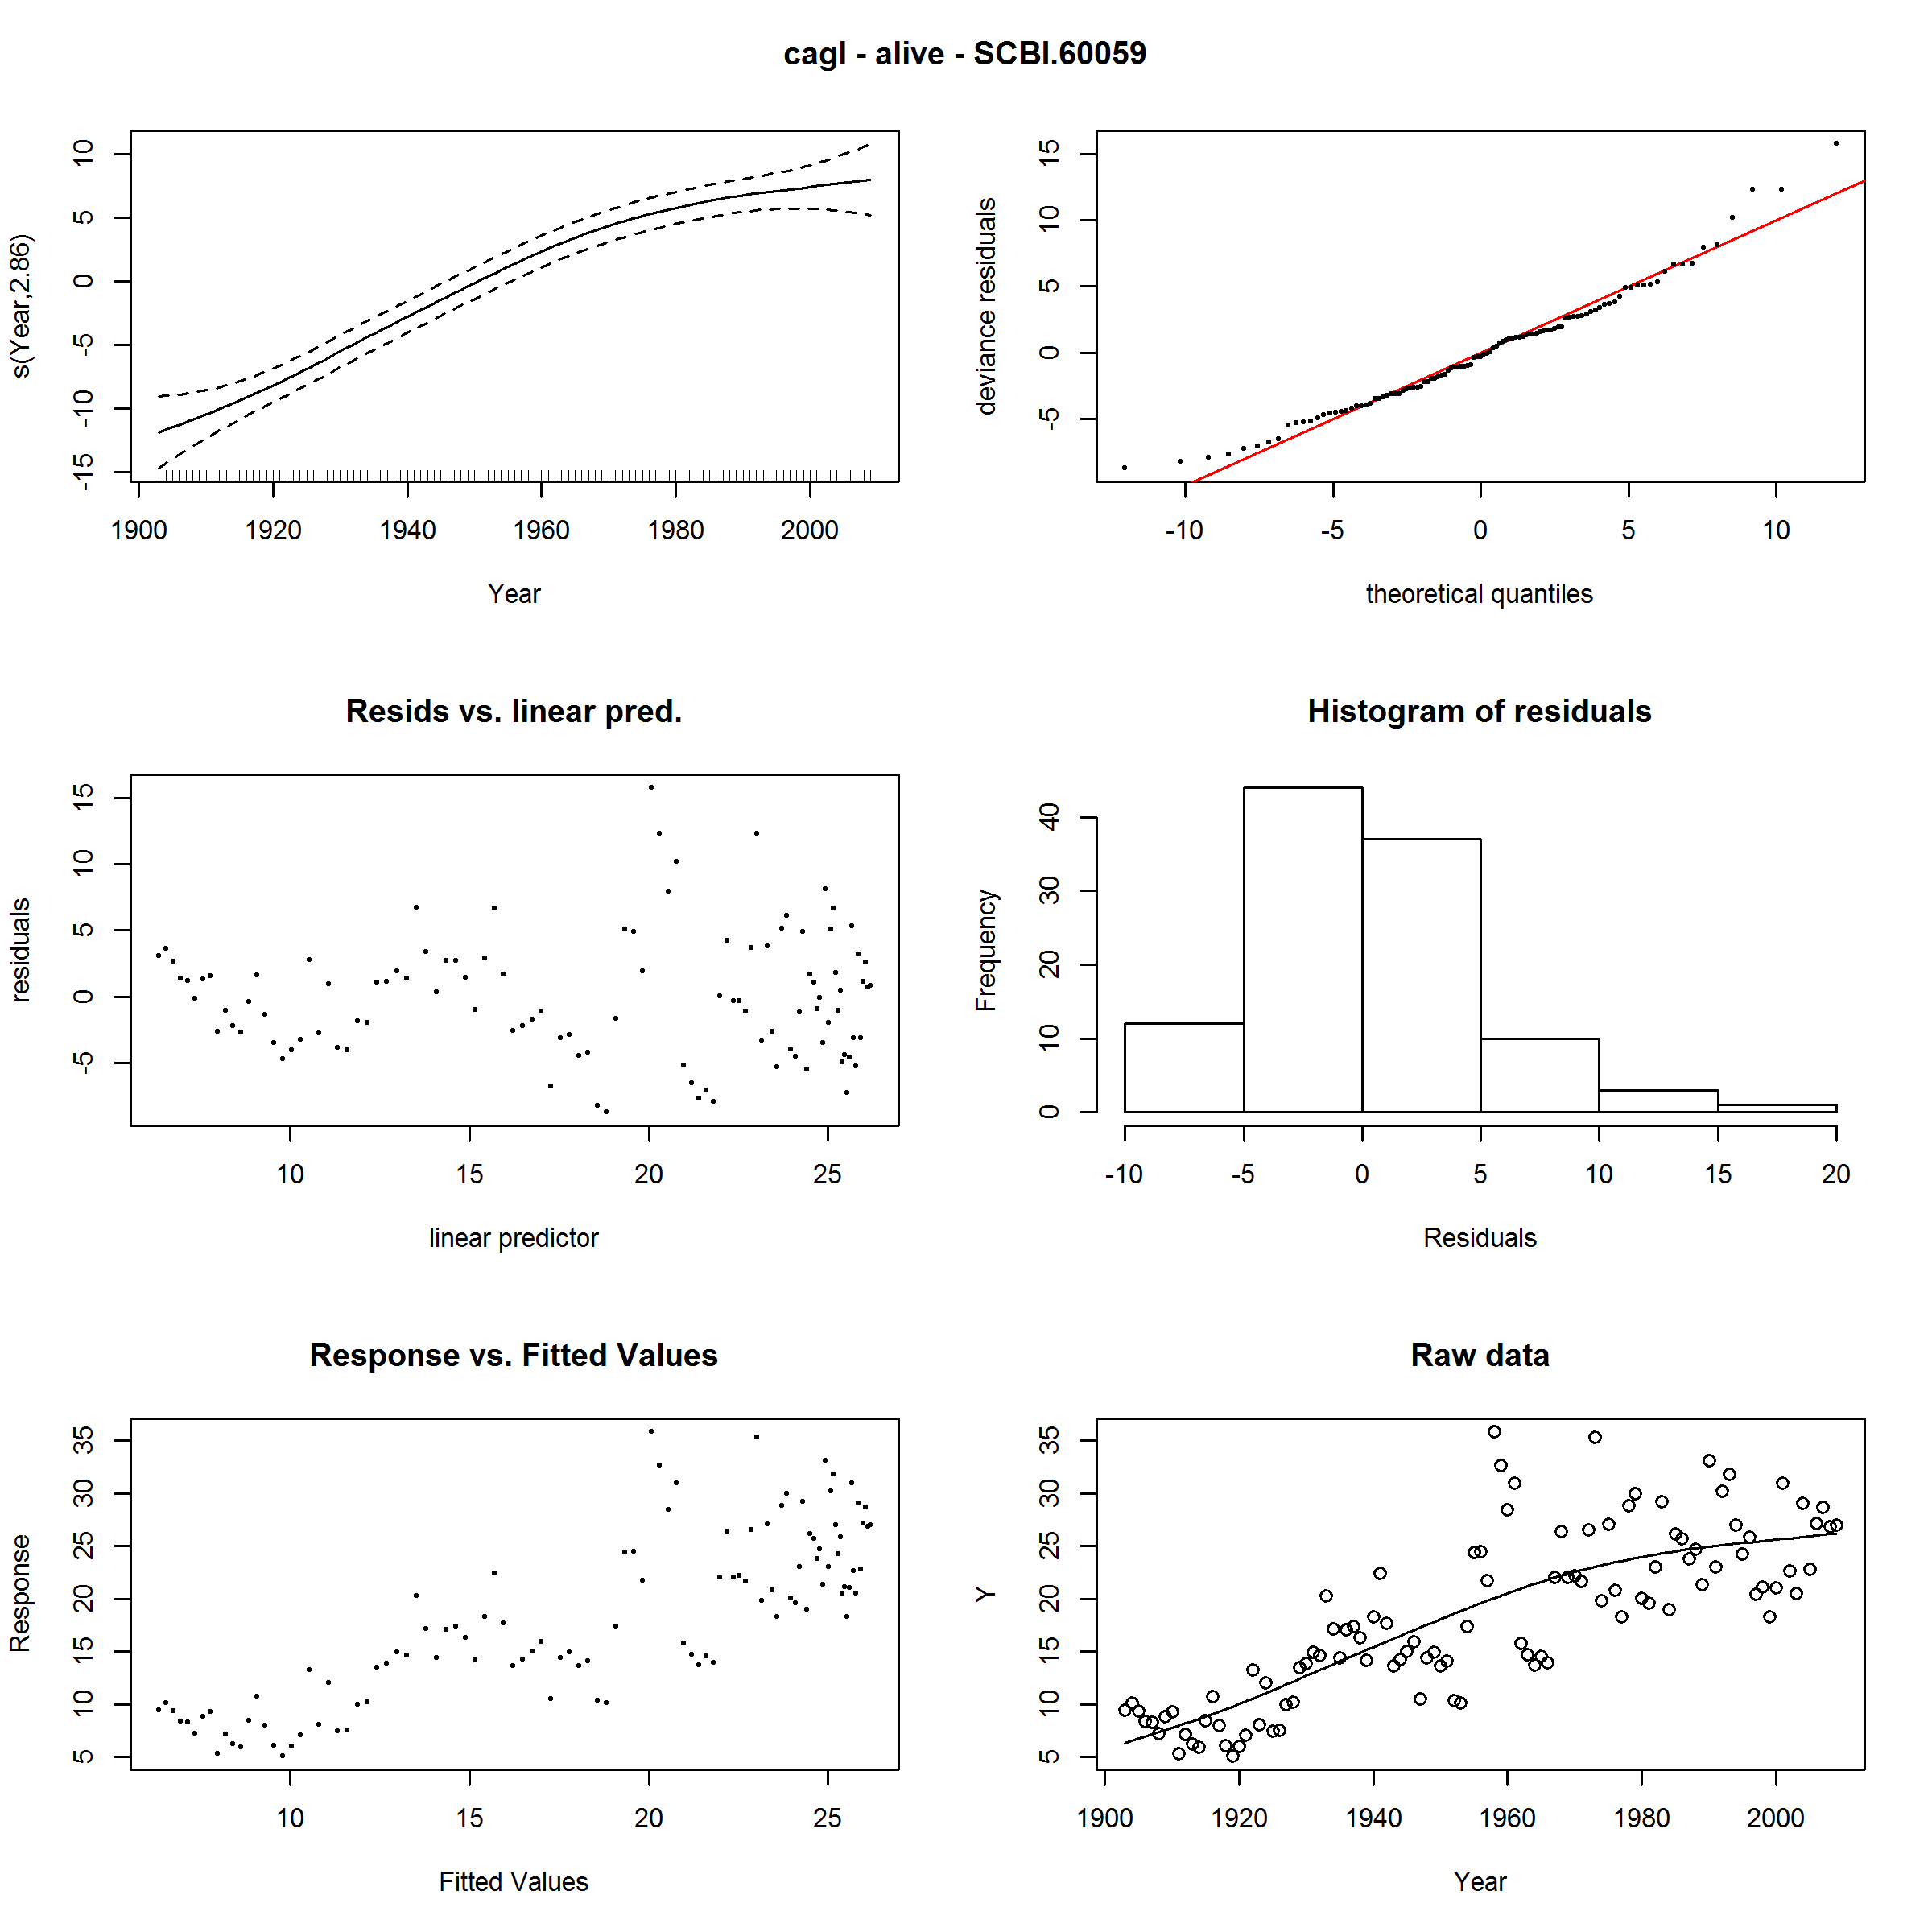 cagl - alive - SCBI.60059
s(Year,2.86)
10
5
0
-5
-10
-15
1900 1920 1940 1960 1980 2000
Year
deviance residuals
15
10
5
0
-5
-10 -5 0 5 10
theoretical quantiles
Resids vs. linear pred.
residuals
15
10
5
0
-5
10 15 20 25
linear predictor
Histogram of residuals
Frequency
40
30
20
10
0
-10 -5 0 5 10 15 20
Residuals
Response vs. Fitted Values
Response
35
30
25
20
15
10
5
10 15 20 25
Fitted Values
Raw data
Y
35
30
25
20
15
10
5
1900 1920 1940 1960 1980 2000
Year